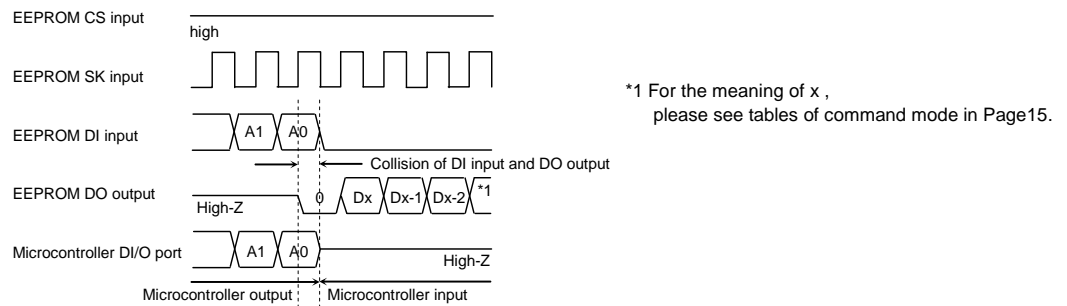 EEPROM CS input
high
EEPROM SK input
*1 For the meaning of x ,
please see tables of command mode in Page15.
EEPROM DI input
A1
A0
Collision of DI input and DO output
EEPROM DO output
High-Z
0
Dx
Dx-1
Dx-2
*1
Microcontroller DI/O port
A1
A0
High-Z
Microcontroller output
Microcontroller input